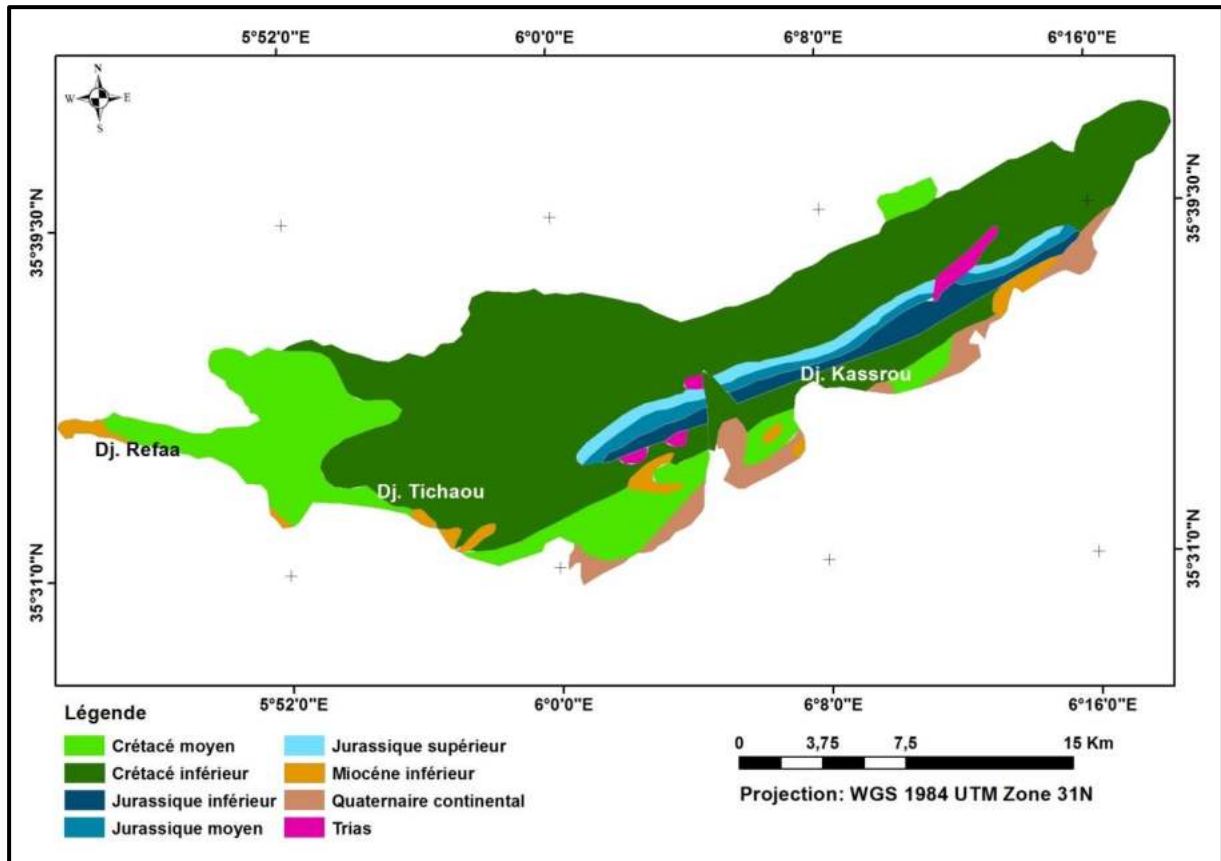 5°52'0"E 6°0'0"E 6°8'0"E 6°16'0"E
N
W E
S
35°39'30"N
35°39'30"N
Dj. Kassrou
Dj. Refaa
Dj. Tichaou
35°31'0"N
35°31'0"N
5°52'0"E 6°0'0"E 6°8'0"E 6°16'0"E
Légende
Crétacé moyen
Crétacé inférieur
Jurassique inférieur
Jurassique moyen
Jurassique supérieur
Miocéne inférieur
Quaternaire continental
Trias
0 3,75 7,5 15 Km
Projection: WGS 1984 UTM Zone 31N